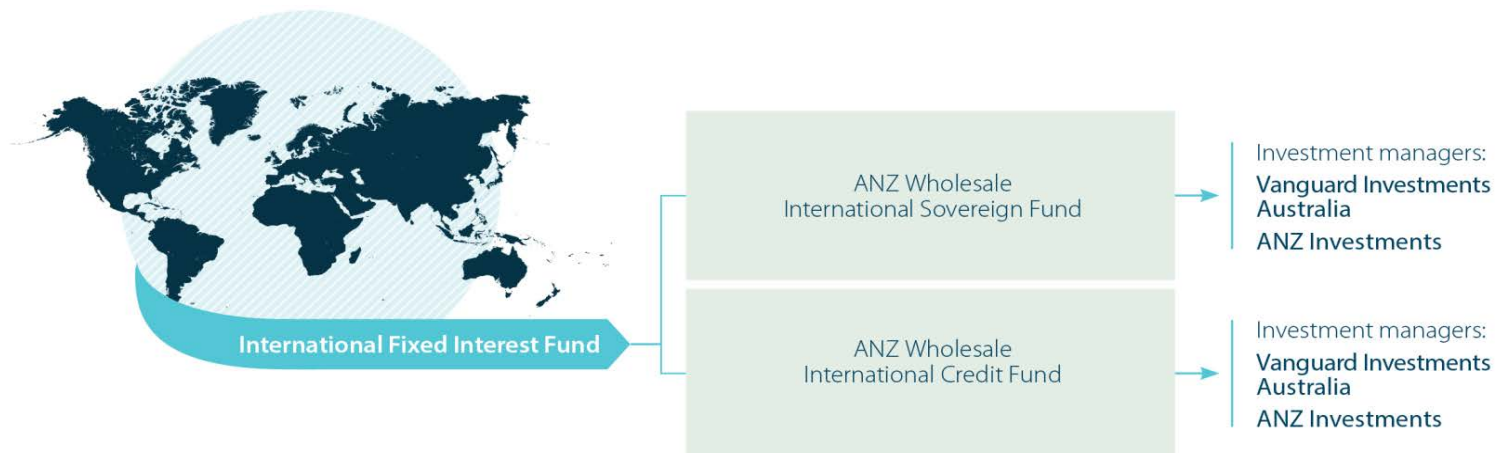 International Fixed Interest Fund
ANZ Wholesale
International Sovereign Fund
Investment managers:
Vanguard Investments
Australia
ANZ Investments
ANZ Wholesale
International Credit Fund
Investment managers:
Vanguard Investments
Australia
ANZ Investments